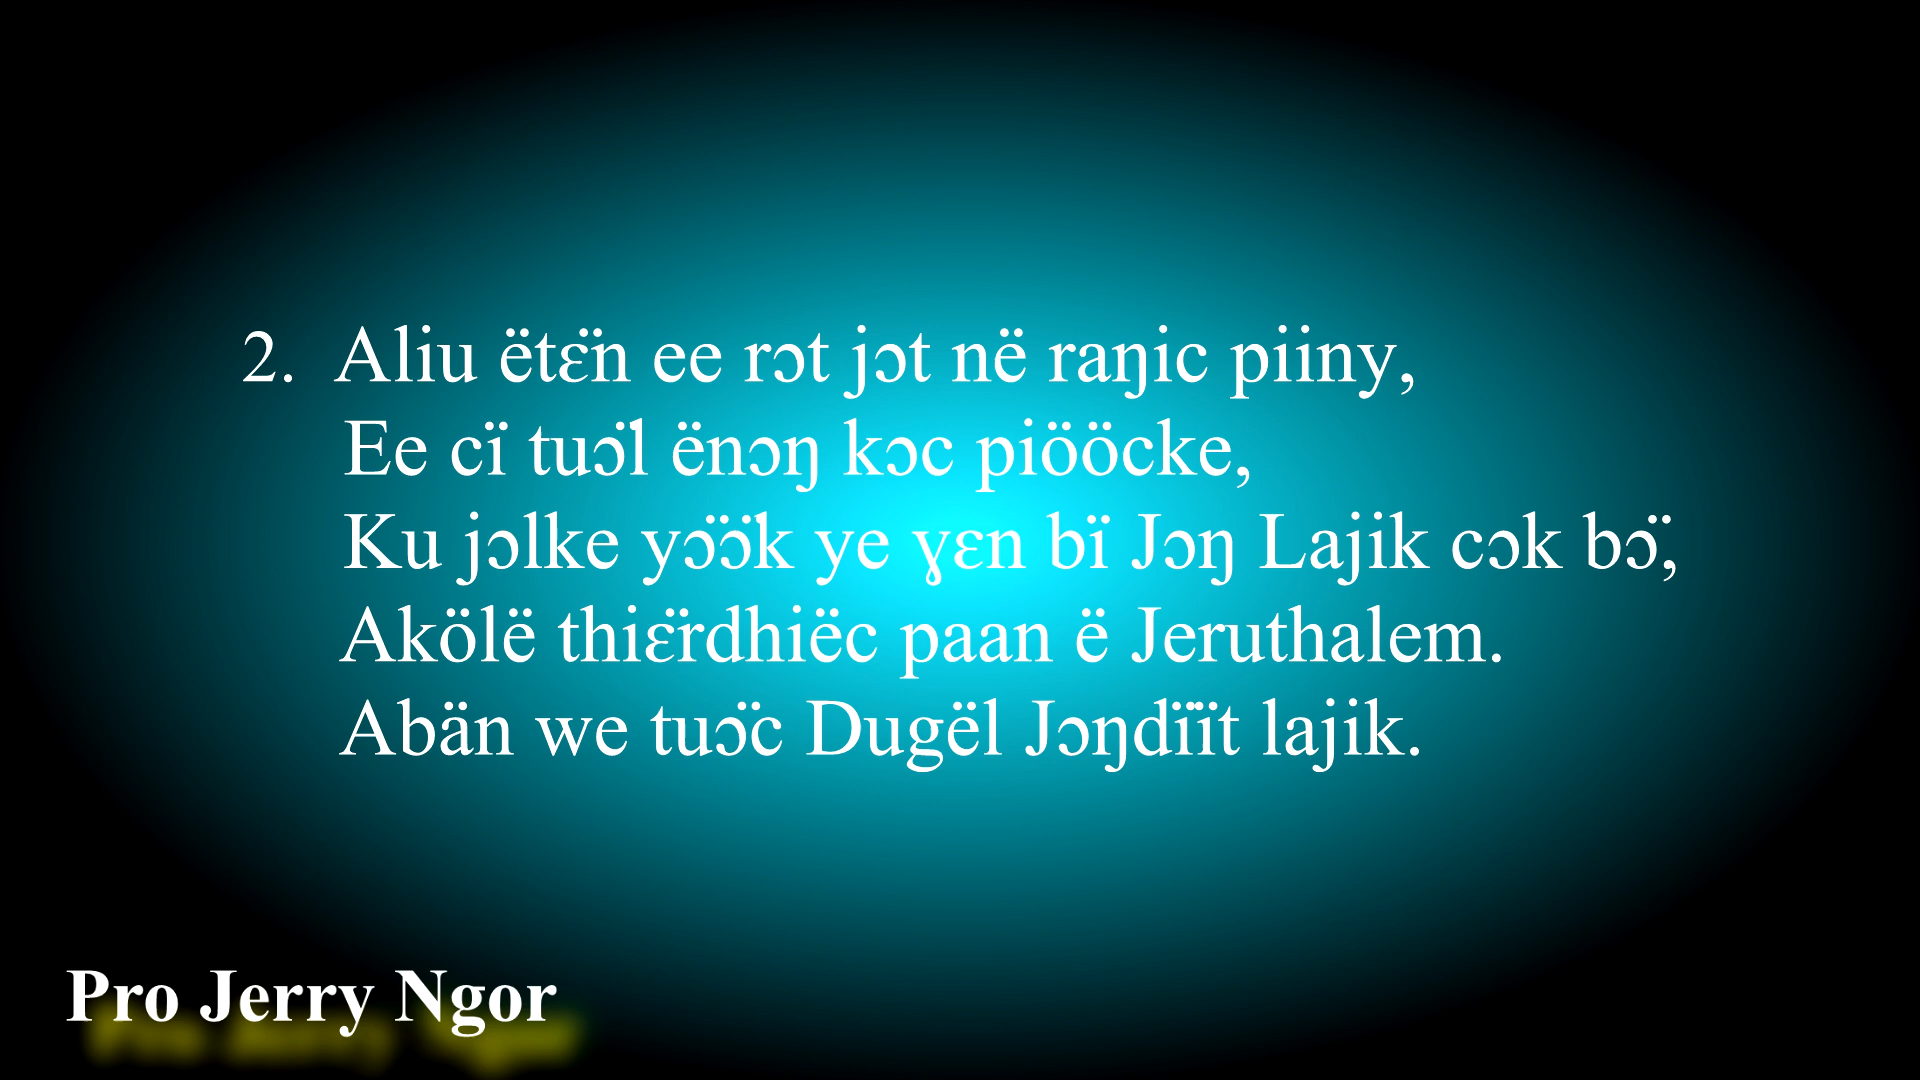 2. Aliu ëtɛ̈n ee rɔt jɔt në raŋic piiny,
Ee cï tuɔ̈l ënɔŋ kɔc piööcke,
Ku jɔlke yɔ̈ɔ̈k ye ɣɛn bï Jɔŋ Lajik cɔk bɔ̈,
Akölë thiɛ̈rdhiëc paan ë Jeruthalem.
Abän we tuɔ̈c Dugël Jɔŋdïït lajik.
Pro Jerry Ngor